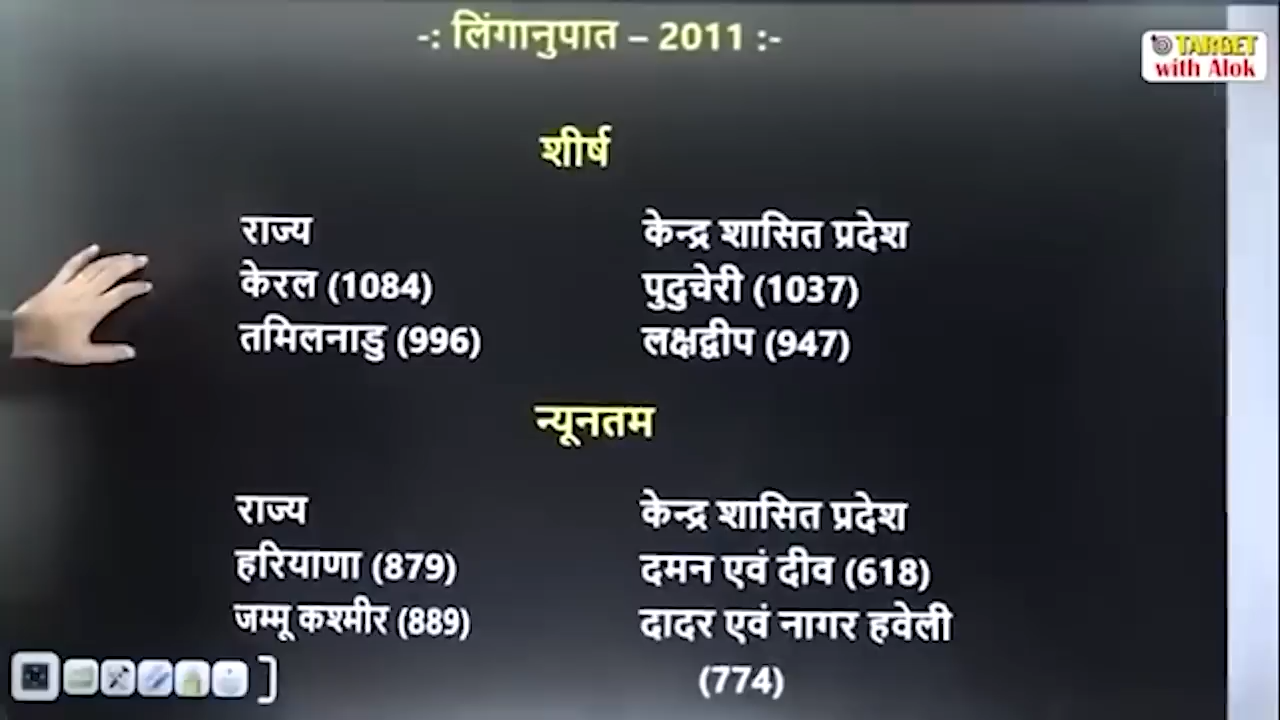 -: लिंगानुपात – 2011 :-
TARGET
with Alok
शीर्ष
राज्य
केरल (1084)
तमिलनाडु (996)
केन्द्र शासित प्रदेश
पुदुचेरी (1037)
लक्षद्वीप (947)
न्यूनतम
राज्य
हरियाणा (879)
जम्मू कश्मीर (889)
केन्द्र शासित प्रदेश
दमन एवं दीव (618)
दादर एवं नागर हवेली
(774)